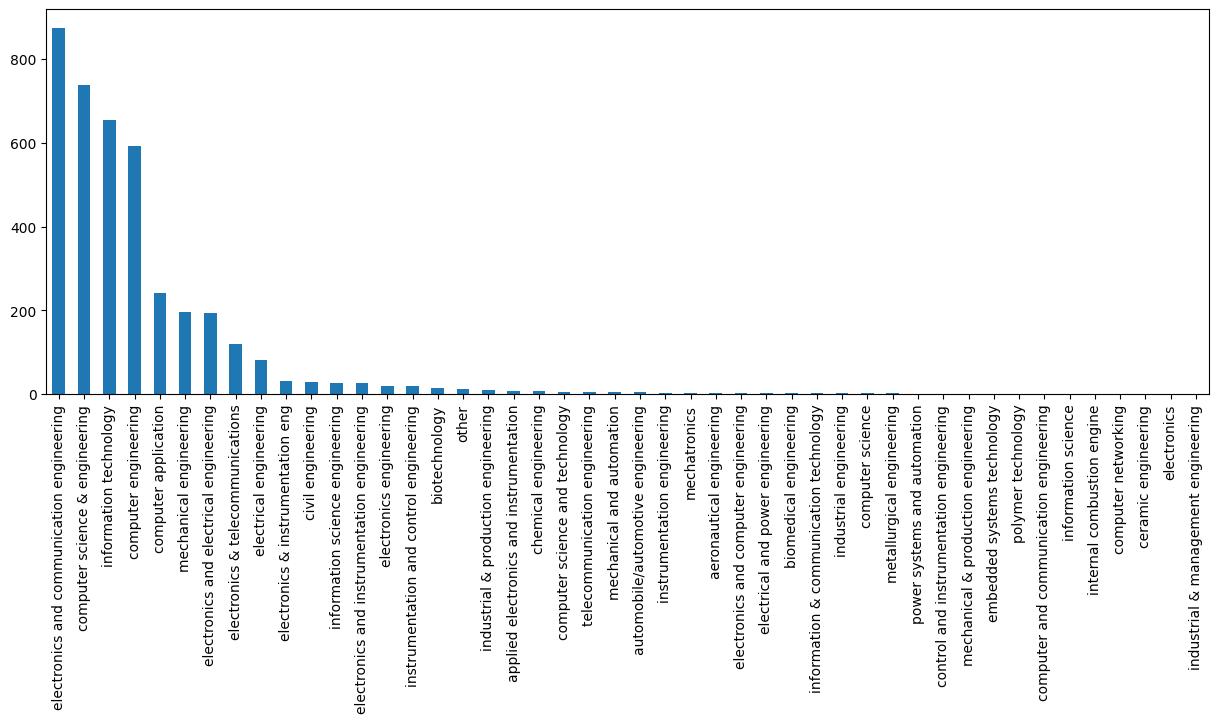 800
600
400
200
0
electronics and communication engineering
computer science & engineering
information technology
computer engineering
computer application
mechanical engineering
electronics and electrical engineering
electronics & telecommunications
electrical engineering
electronics & instrumentation eng
civil engineering
information science engineering
electronics and instrumentation engineering
electronics engineering
instrumentation and control engineering
biotechnology
other
industrial & production engineering
applied electronics and instrumentation
chemical engineering
computer science and technology
telecommunication engineering
mechanical and automation
automobile/automotive engineering
instrumentation engineering
mechatronics
aeronautical engineering
electronics and computer engineering
electrical and power engineering
biomedical engineering
information & communication technology
industrial engineering
computer science
metallurgical engineering
power systems and automation
control and instrumentation engineering
mechanical & production engineering
embedded systems technology
polymer technology
computer and communication engineering
information science
internal combustion engine
computer networking
ceramic engineering
electronics
industrial & management engineering